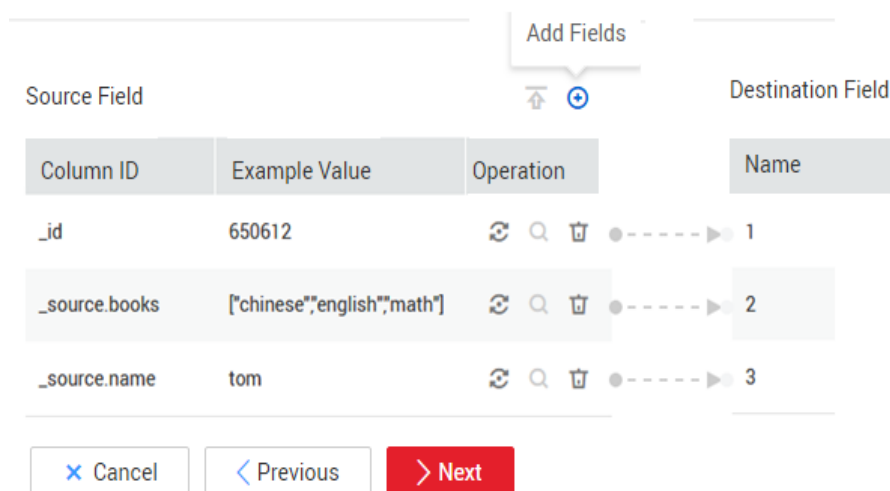 Add Fields
Source Field Destination Field
Column ID Example Value Operation Name
_id 650612 1
_source.books ["chinese","english","math"] 2
_source.name tom 3
Cancel Previous Next